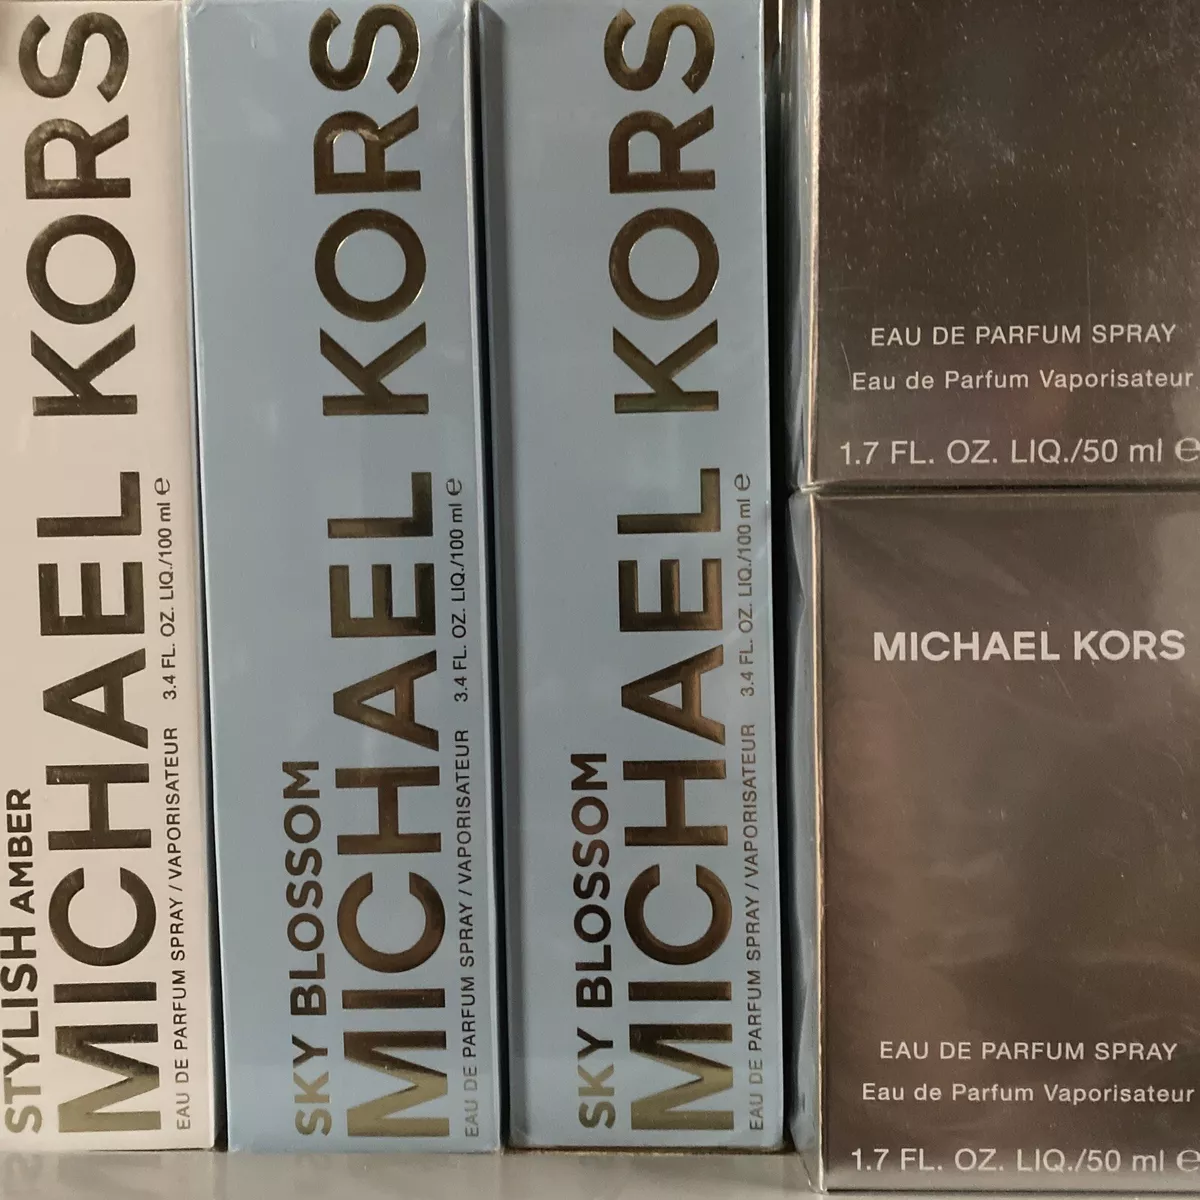 STYLISH AMBER
MICHAEL KORS
EAU DE PARFUM SPRAY / VAPORISATEUR 3.4 FL. OZ. LIQ./100 ml ℮
SKY BLOSSOM
MICHAEL KORS
EAU DE PARFUM SPRAY / VAPORISATEUR 3.4 FL. OZ. LIQ./100 ml ℮
SKY BLOSSOM
MICHAEL KORS
EAU DE PARFUM SPRAY / VAPORISATEUR 3.4 FL. OZ. LIQ./100 ml ℮
EAU DE PARFUM SPRAY
Eau de Parfum Vaporisateur
1.7 FL. OZ. LIQ./50 ml ℮
MICHAEL KORS
EAU DE PARFUM SPRAY
Eau de Parfum Vaporisateur
1.7 FL. OZ. LIQ./50 ml ℮